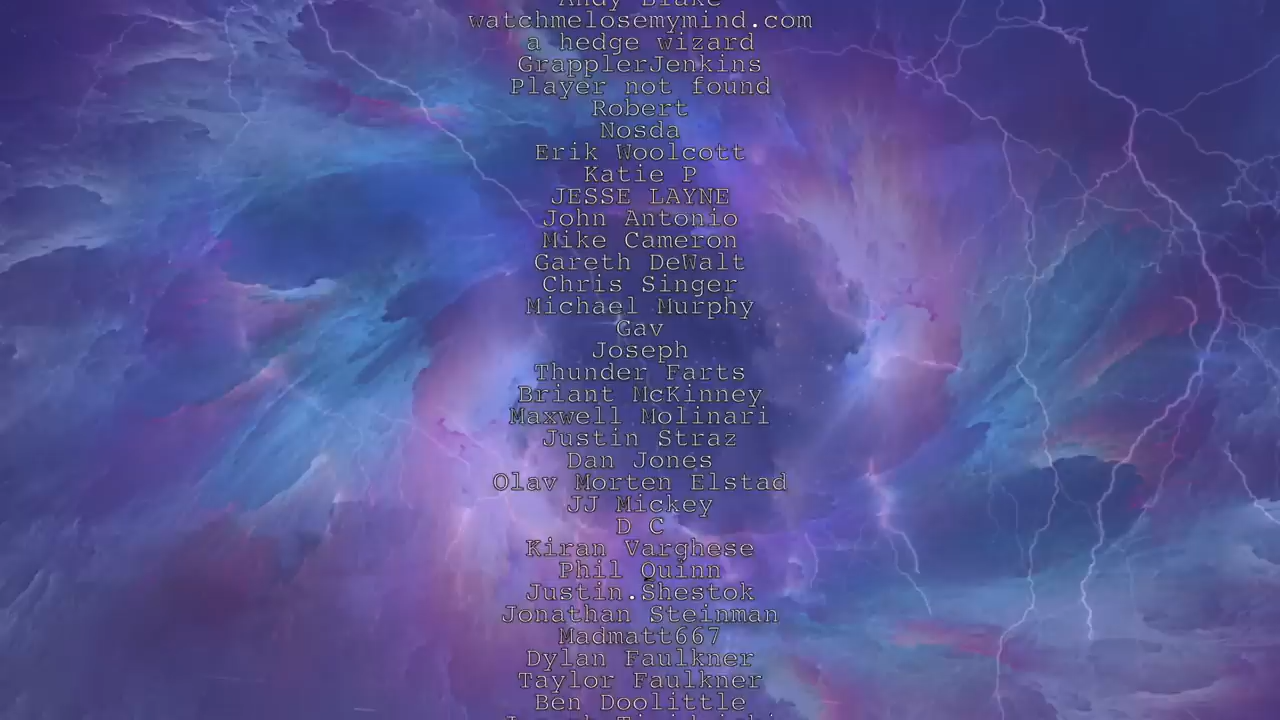 Andy Blake
watchmelosemymind.com
a hedge wizard
GrapplerJenkins
Player not found
Robert
Nosda
Erik Woolcott
Katie P
JESSE LAYNE
John Antonio
Mike Cameron
Gareth DeWalt
Chris Singer
Michael Murphy
Gav
Joseph
Thunder Farts
Briant McKinney
Maxwell Molinari
Justin Straz
Dan Jones
Olav Morten Elstad
JJ Mickey
D C
Kiran Varghese
Phil Quinn
Justin.Shestok
Jonathan Steinman
Madmatt667
Dylan Faulkner
Taylor Faulkner
Ben Doolittle